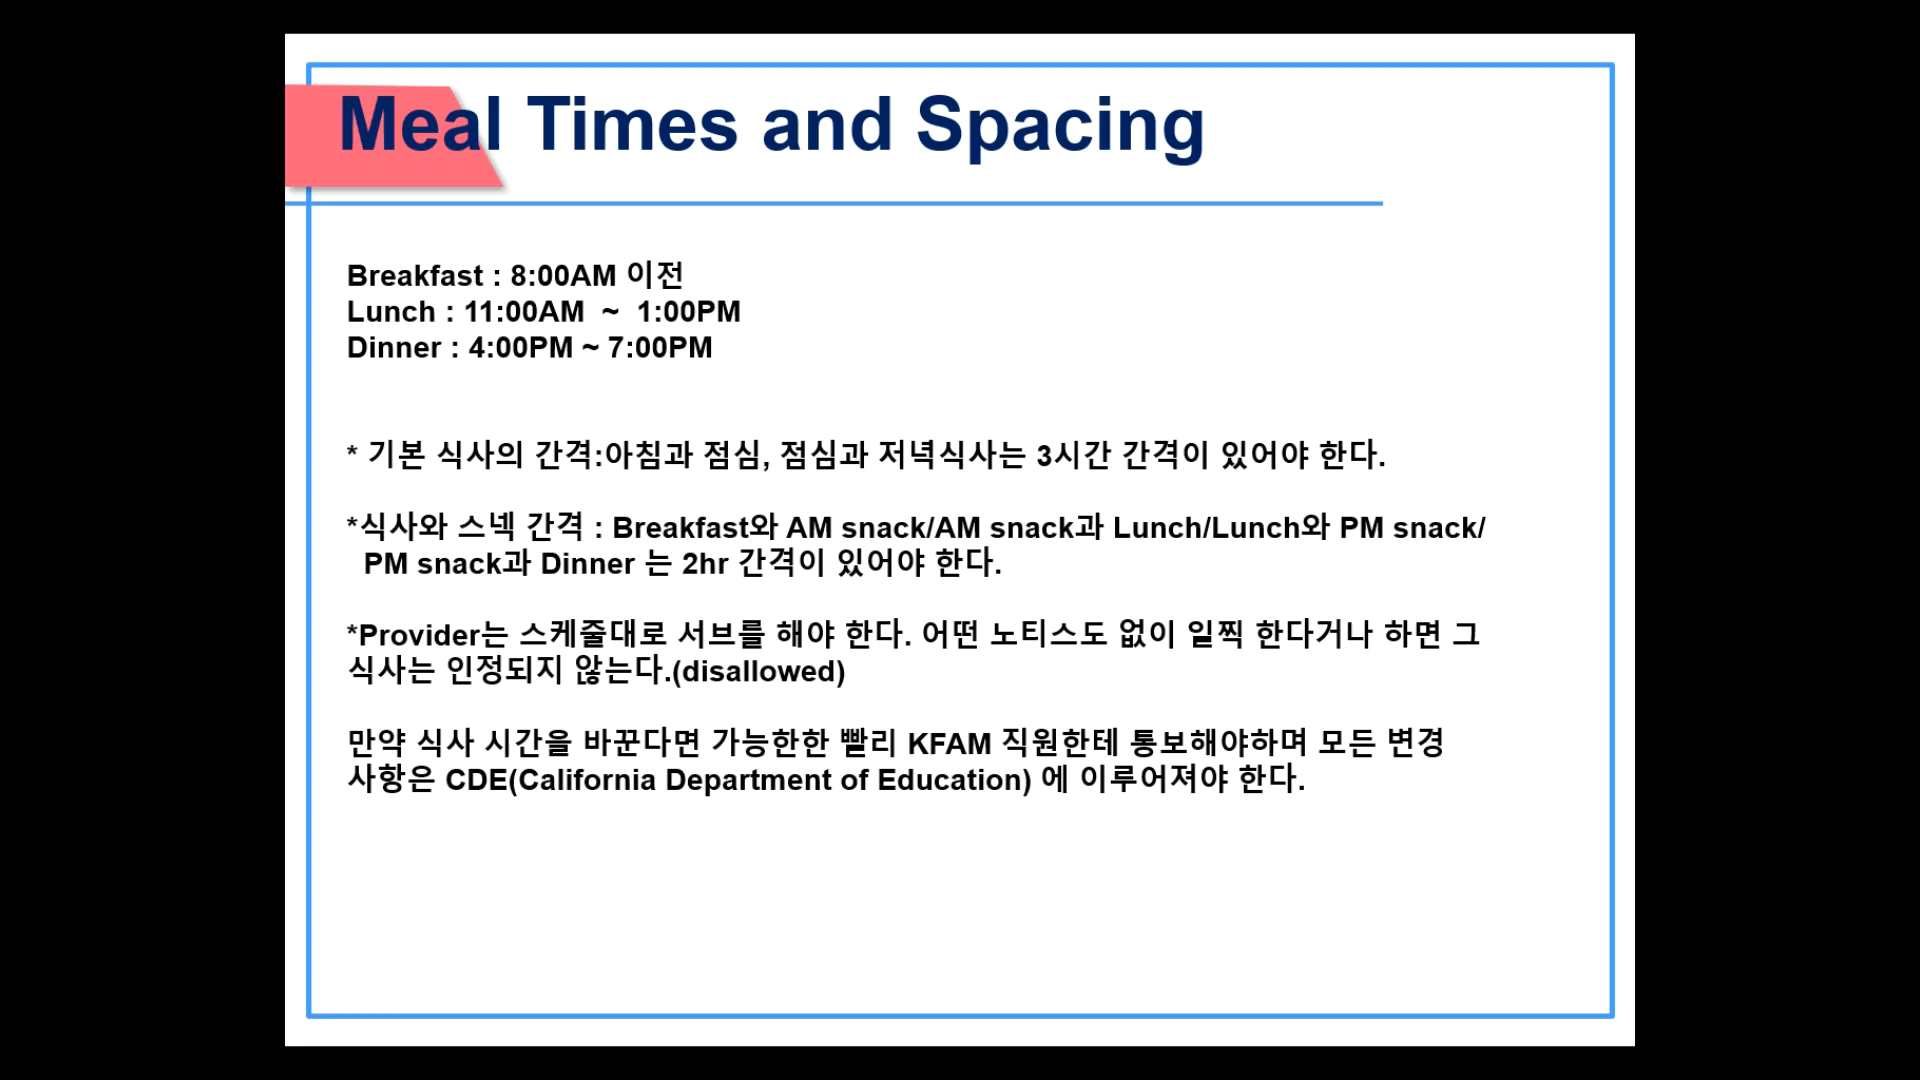 Meal Times and Spacing
Breakfast : 8:00AM 이전
Lunch : 11:00AM ~ 1:00PM
Dinner : 4:00PM ~ 7:00PM
* 기본 식사의 간격:아침과 점심, 점심과 저녁식사는 3시간 간격이 있어야 한다.
*식사와 스넥 간격 : Breakfast와 AM snack/AM snack과 Lunch/Lunch와 PM snack/
PM snack과 Dinner 는 2hr 간격이 있어야 한다.
*Provider는 스케줄대로 서브를 해야 한다. 어떤 노티스도 없이 일찍 한다거나 하면 그
식사는 인정되지 않는다.(disallowed)
만약 식사 시간을 바꾼다면 가능한한 빨리 KFAM 직원한테 통보해야하며 모든 변경
사항은 CDE(California Department of Education) 에 이루어져야 한다.